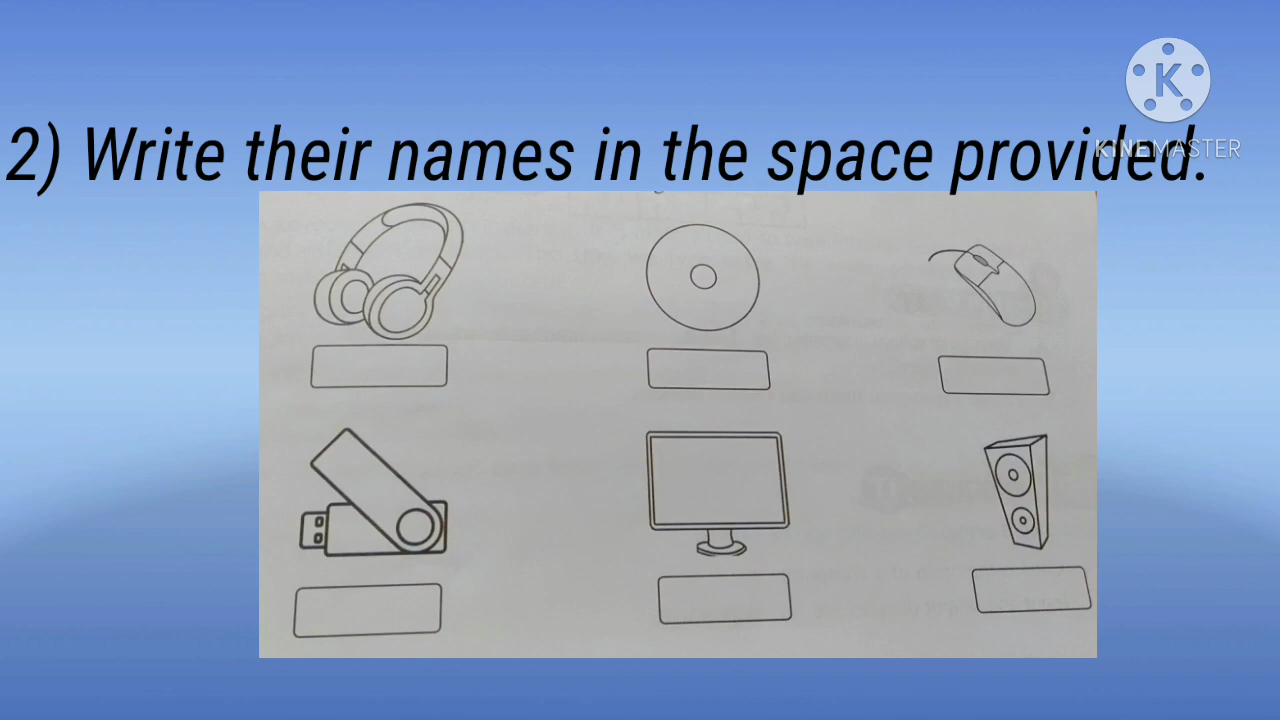 K
KINEMASTER
2) Write their names in the space provided.